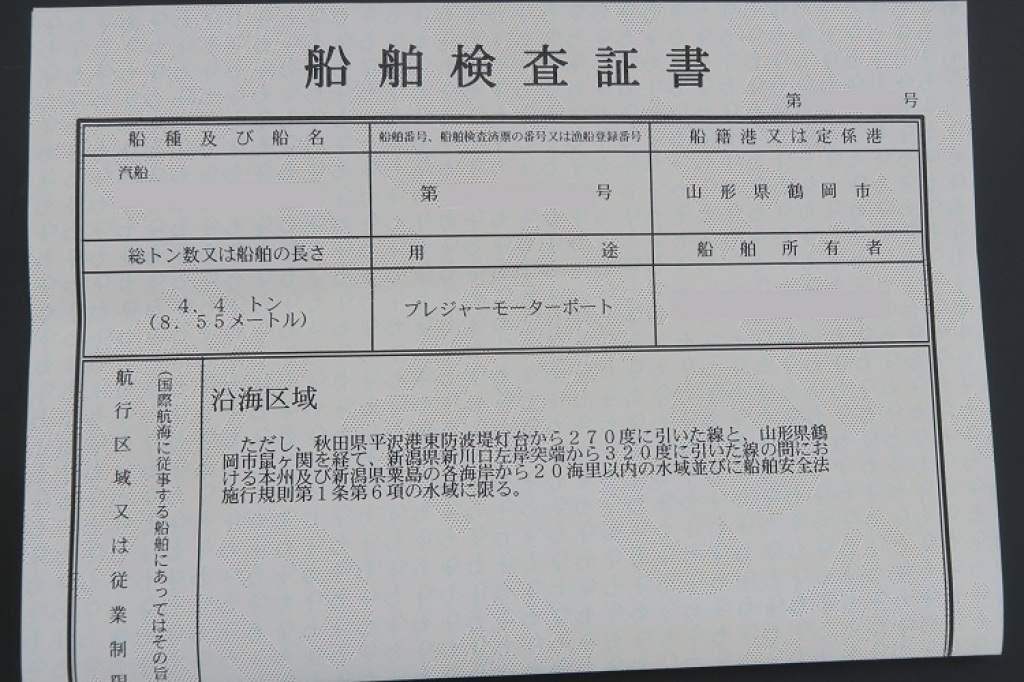 船舶検査証書
第 号
船種及び船名
船舶番号、船舶検査済票の番号又は漁船登録番号
船籍港又は定係港
汽船
第 号
山形県鶴岡市
総トン数又は船舶の長さ
用途
船舶所有者
4.4トン
(8.55メートル)
プレジャーモーターボート
航行区域又は従業制限
(国際航海に従事する船舶にあってはその旨
沿海区域
ただし、秋田県平沢港東防波堤灯台から270度に引いた線と、山形県鶴
岡市鼠ヶ関を経て、新潟県新川口左岸突端から320度に引いた線の間にお
ける本州及び新潟県粟島の各海岸から20海里以内の水域並びに船舶安全法
施行規則第1条第6項の水域に限る。